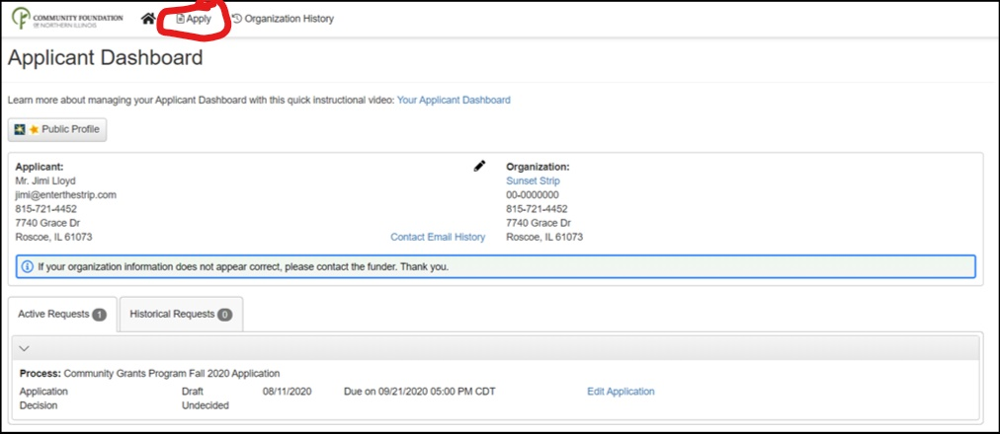 COMMUNITY FOUNDATION
OF NORTHERN ILLINOIS
Apply
Organization History
Applicant Dashboard
Learn more about managing your Applicant Dashboard with this quick instructional video: Your Applicant Dashboard
Public Profile
Applicant:
Mr. Jimi Lloyd
jimi@enterthestrip.com
815-721-4452
7740 Grace Dr
Roscoe, IL 61073
Contact Email History
Organization:
Sunset Strip
00-0000000
815-721-4452
7740 Grace Dr
Roscoe, IL 61073
If your organization information does not appear correct, please contact the funder. Thank you.
Active Requests 1
Historical Requests 0
Process: Community Grants Program Fall 2020 Application
Application Draft 08/11/2020 Due on 09/21/2020 05:00 PM CDT Edit Application
Decision Undecided